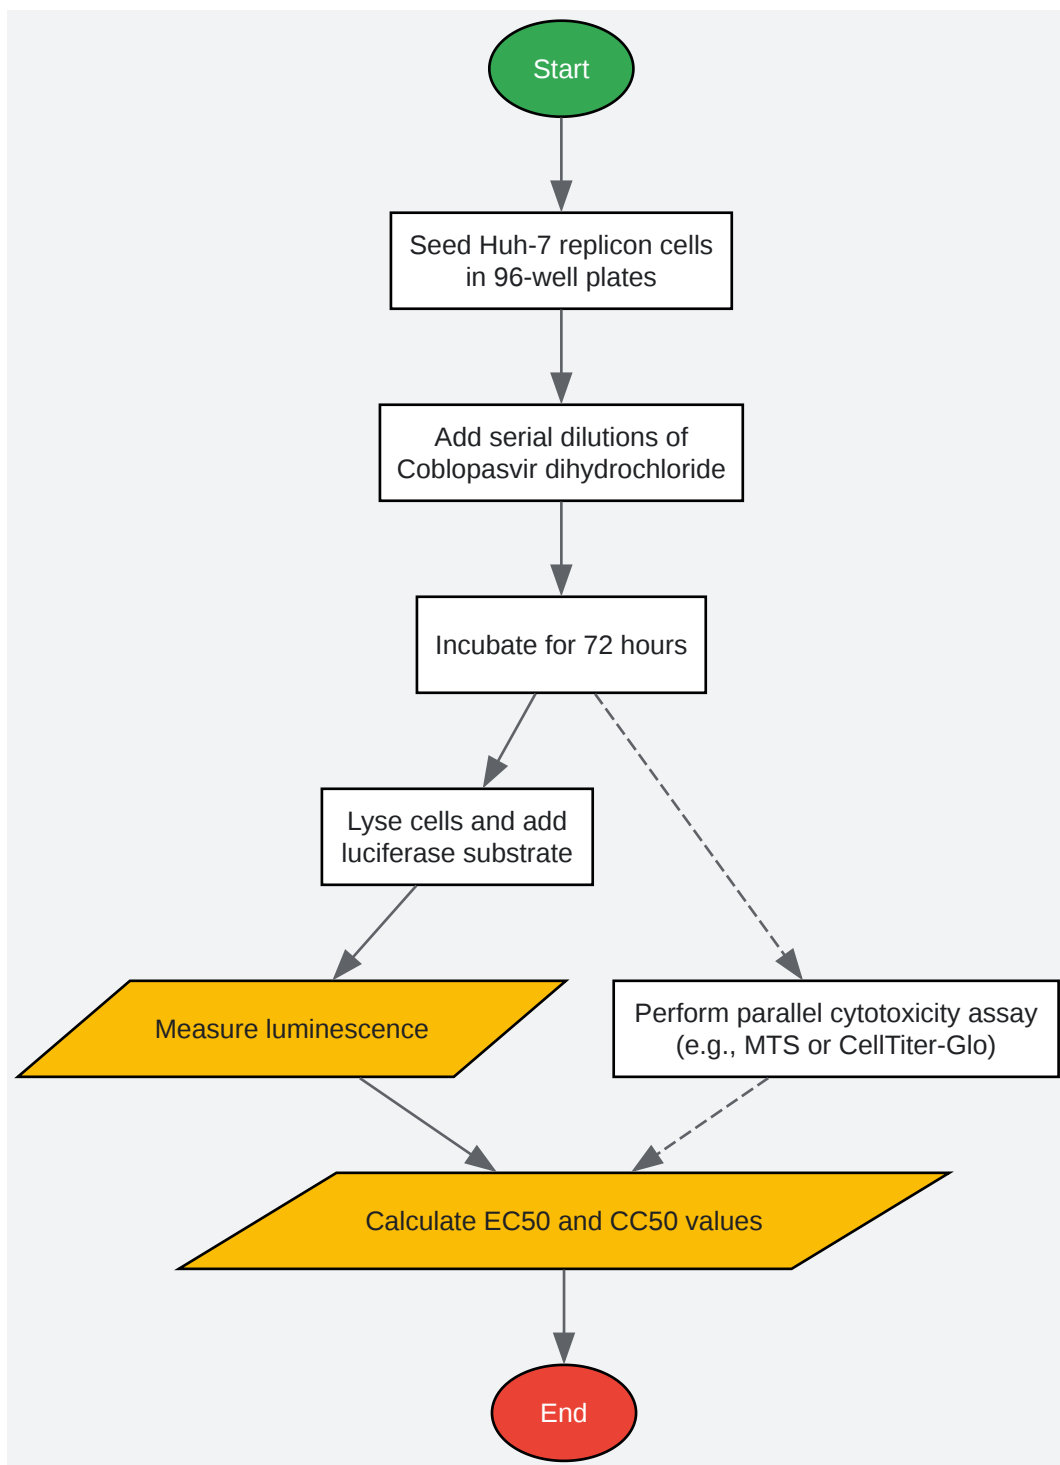 Start
Seed Huh-7 replicon cells
in 96-well plates
Add serial dilutions of
Coblopasvir dihydrochloride
Incubate for 72 hours
Lyse cells and add
luciferase substrate
Measure luminescence
Perform parallel cytotoxicity assay
(e.g., MTS or CellTiter-Glo)
Calculate EC50 and CC50 values
End